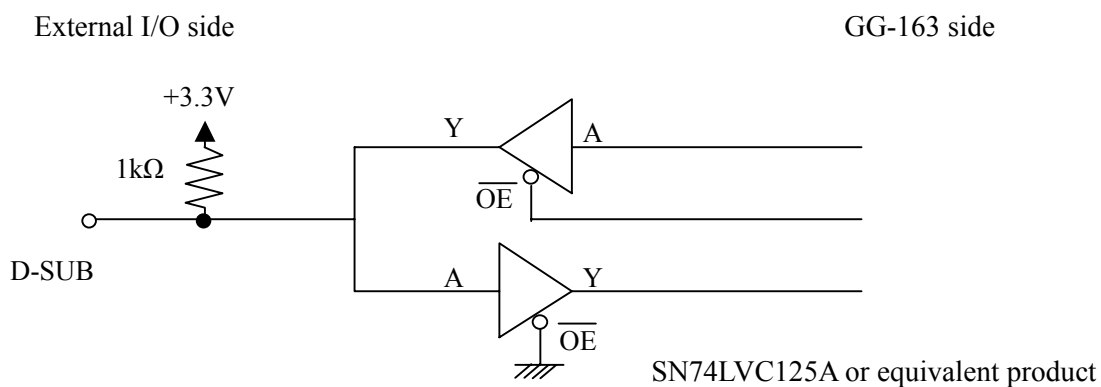 External I/O side
GG-163 side
+3.3V
1kΩ
Y
A
OE
D-SUB
A
Y
OE
SN74LVC125A or equivalent product